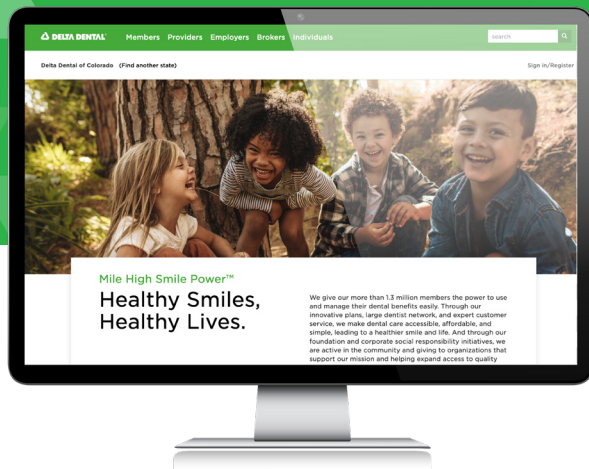 DELTA DENTAL Members Providers Employers Brokers Individuals search
Delta Dental of Colorado (Find another state) Sign in/Register
Mile High Smile Power™
Healthy Smiles,
Healthy Lives.
We give our more than 1.3 million members the power to use
and manage their dental benefits easily. Through our
innovative plans, large dentist network, and expert customer
service, we make dental care accessible, affordable, and
simple, leading to a healthier smile and life. And through our
foundation and corporate social responsibility initiatives, we
are active in the community and giving to organizations that
support our mission and helping expand access to quality